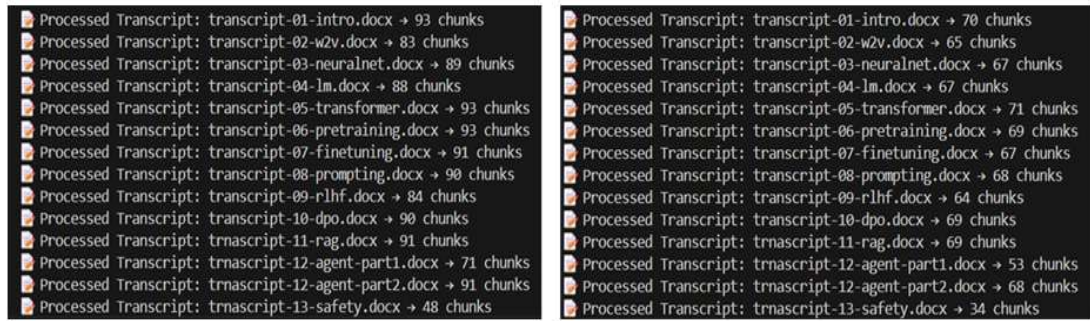 Processed Transcript: transcript-01-intro.docx → 93 chunks
Processed Transcript: transcript-02-w2v.docx → 83 chunks
Processed Transcript: transcript-03-neuralnet.docx → 89 chunks
Processed Transcript: transcript-04-lm.docx → 88 chunks
Processed Transcript: transcript-05-transformer.docx → 93 chunks
Processed Transcript: transcript-06-pretraining.docx → 93 chunks
Processed Transcript: transcript-07-finetuning.docx → 91 chunks
Processed Transcript: transcript-08-prompting.docx → 90 chunks
Processed Transcript: transcript-09-rlhf.docx → 84 chunks
Processed Transcript: transcript-10-dpo.docx → 90 chunks
Processed Transcript: trnascript-11-rag.docx → 91 chunks
Processed Transcript: trnascript-12-agent-part1.docx → 71 chunks
Processed Transcript: trnascript-12-agent-part2.docx → 91 chunks
Processed Transcript: trnascript-13-safety.docx → 48 chunks
Processed Transcript: transcript-01-intro.docx → 70 chunks
Processed Transcript: transcript-02-w2v.docx → 65 chunks
Processed Transcript: transcript-03-neuralnet.docx → 67 chunks
Processed Transcript: transcript-04-lm.docx → 67 chunks
Processed Transcript: transcript-05-transformer.docx → 71 chunks
Processed Transcript: transcript-06-pretraining.docx → 69 chunks
Processed Transcript: transcript-07-finetuning.docx → 67 chunks
Processed Transcript: transcript-08-prompting.docx → 68 chunks
Processed Transcript: transcript-09-rlhf.docx → 64 chunks
Processed Transcript: transcript-10-dpo.docx → 69 chunks
Processed Transcript: trnascript-11-rag.docx → 69 chunks
Processed Transcript: trnascript-12-agent-part1.docx → 53 chunks
Processed Transcript: trnascript-12-agent-part2.docx → 68 chunks
Processed Transcript: trnascript-13-safety.docx → 34 chunks